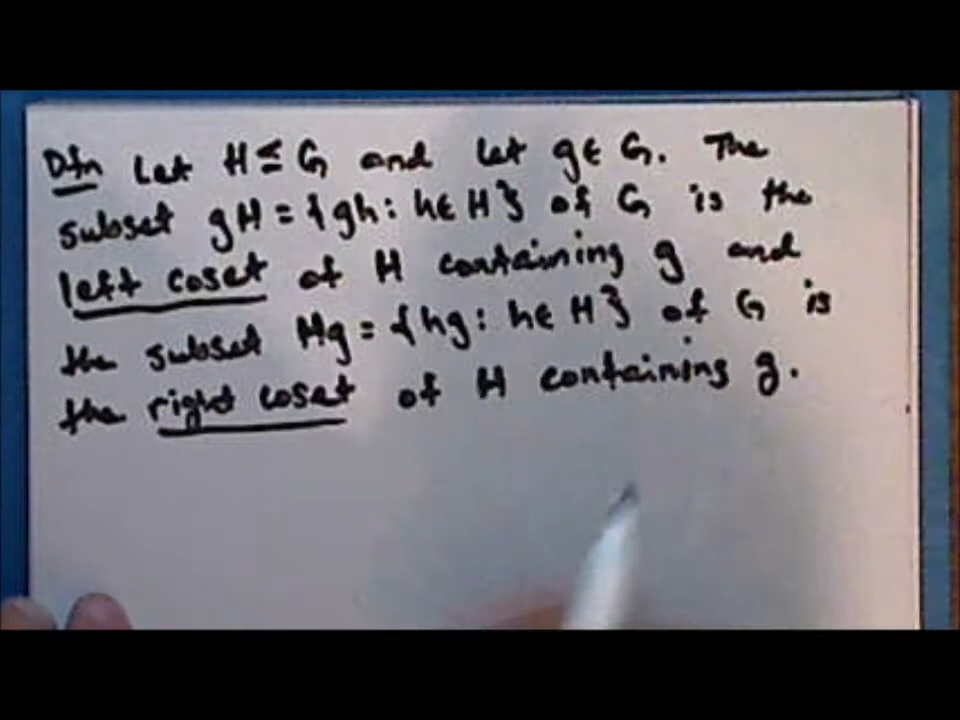 Dfn Let H ≤ G and let g ∈ G. The
subset gH = {gh : h ∈ H} of G is the
left coset of H containing g and
the subset Hg = {hg : h ∈ H} of G is
the right coset of H containing g.